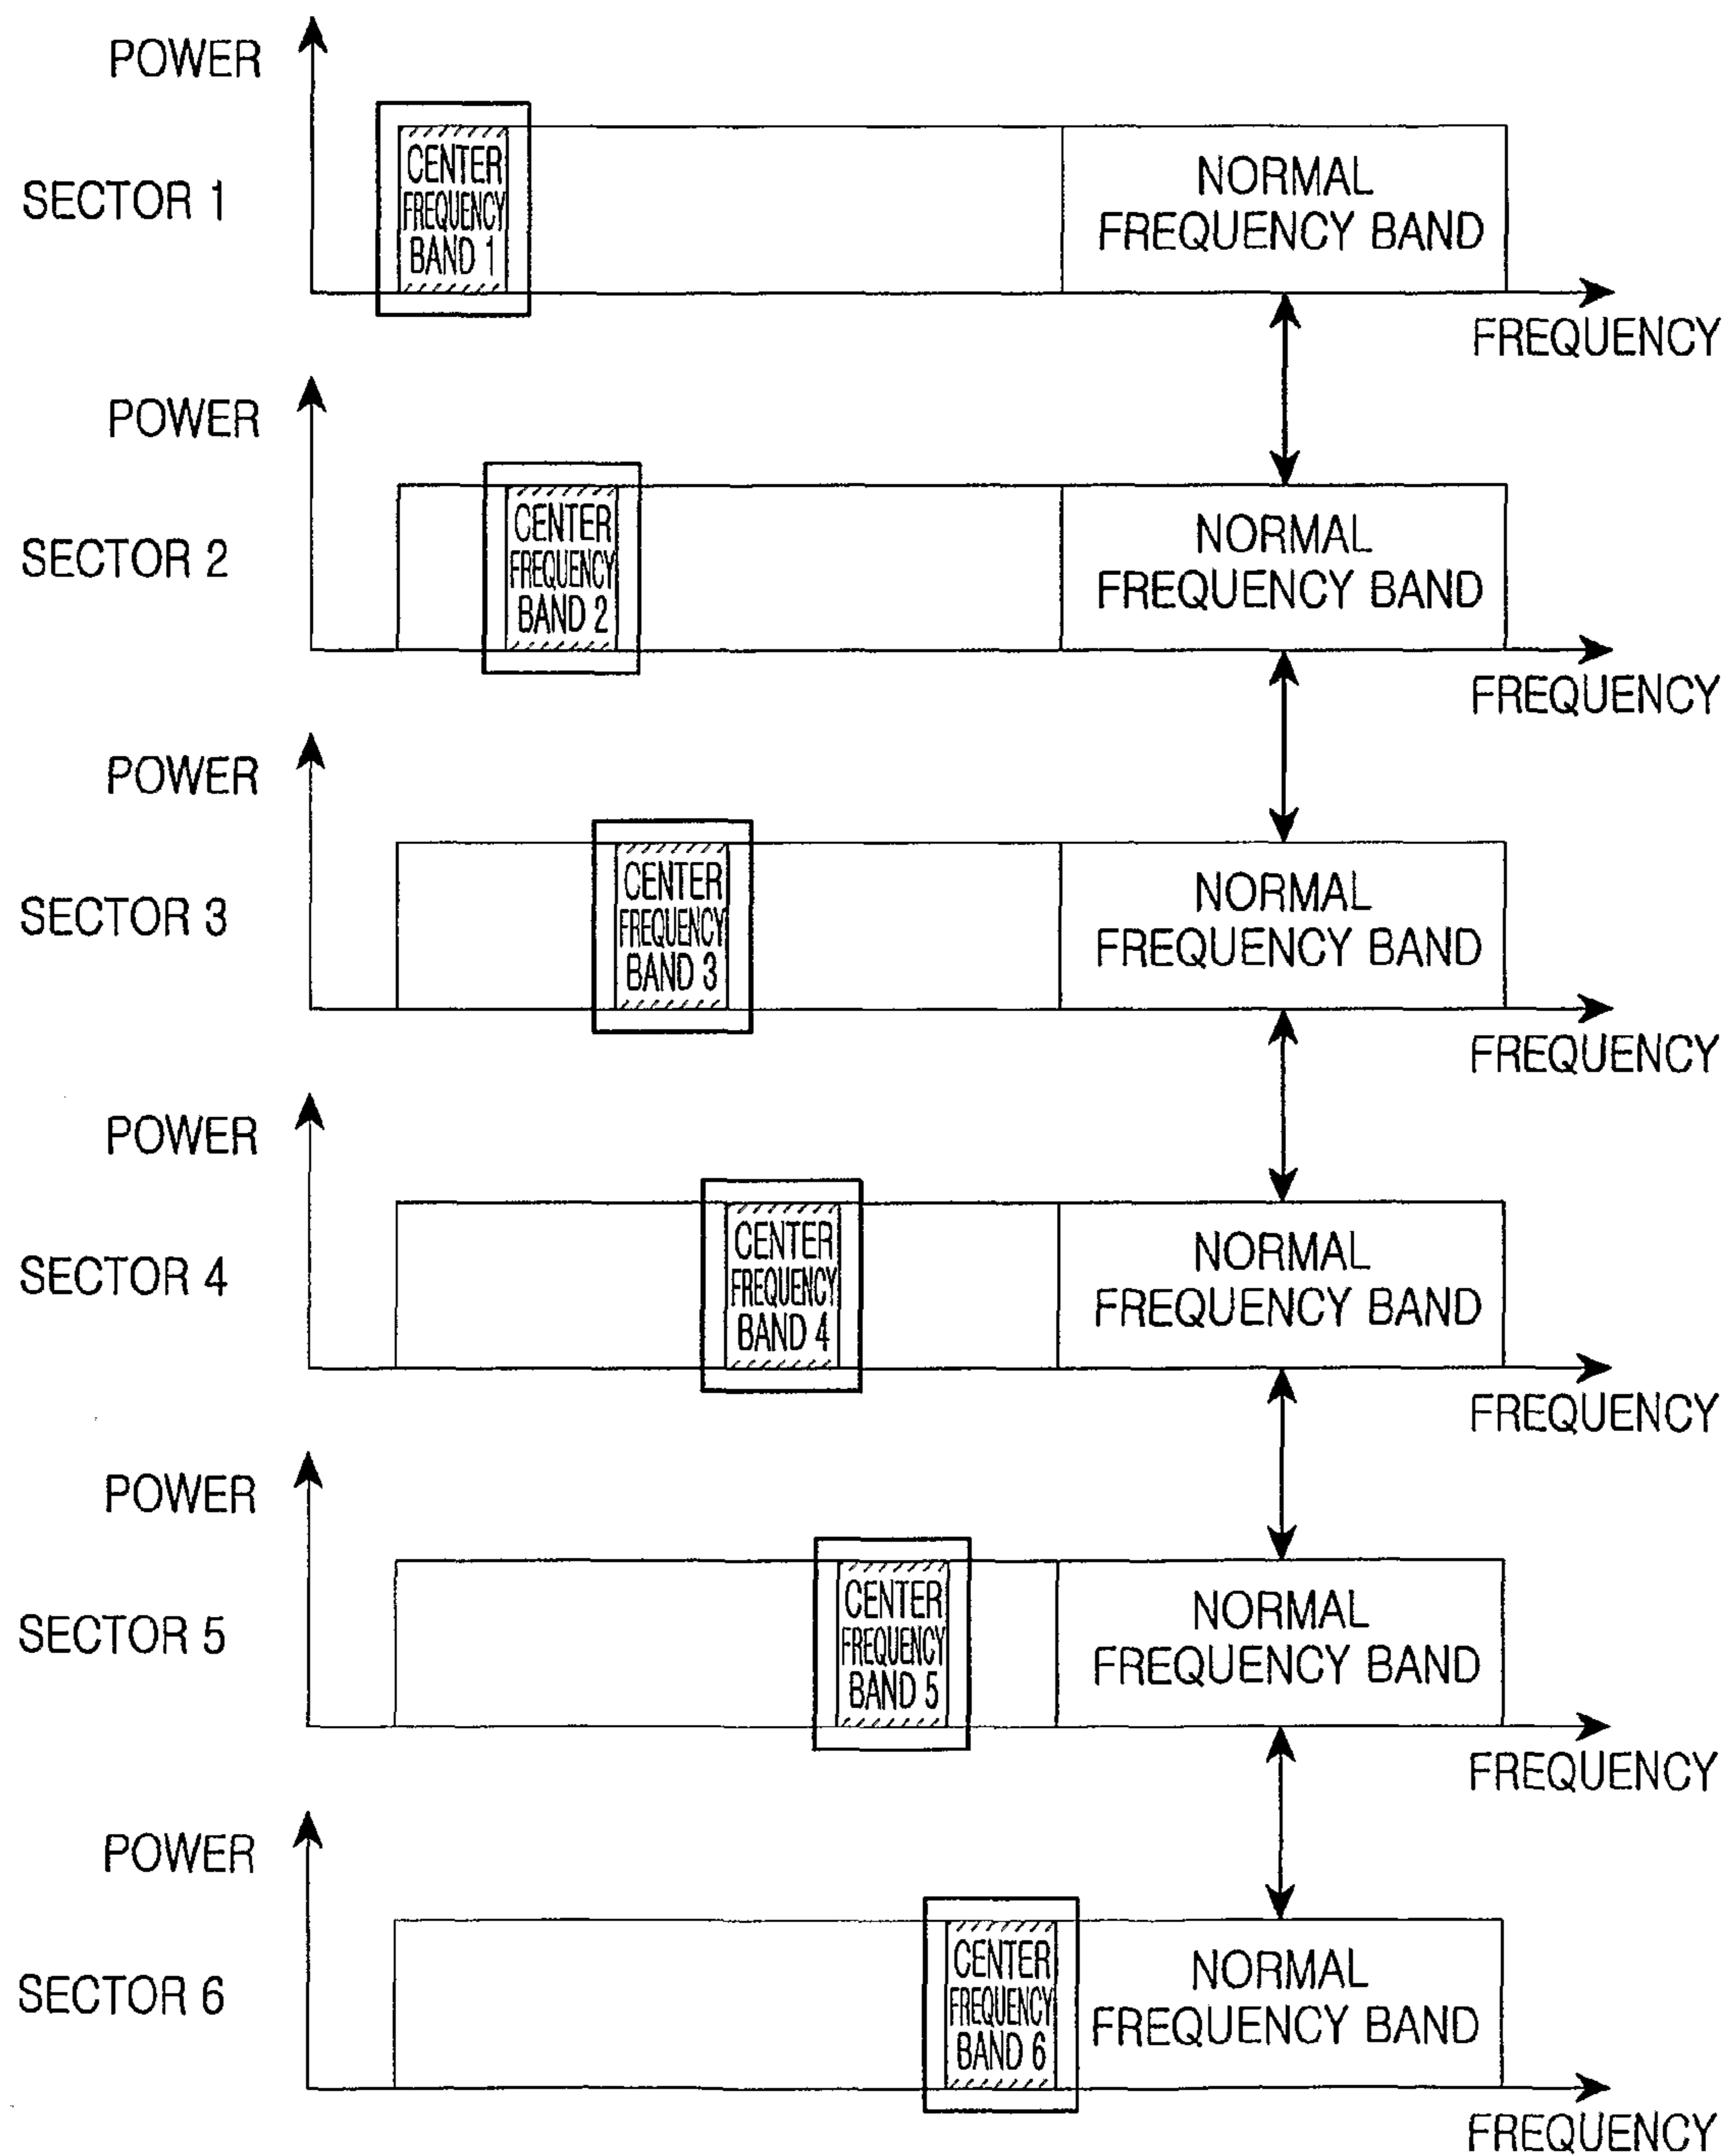 POWER
SECTOR 1
CENTER
FREQUENCY
BAND 1
NORMAL
FREQUENCY BAND
FREQUENCY
POWER
SECTOR 2
CENTER
FREQUENCY
BAND 2
NORMAL
FREQUENCY BAND
FREQUENCY
POWER
SECTOR 3
CENTER
FREQUENCY
BAND 3
NORMAL
FREQUENCY BAND
FREQUENCY
POWER
SECTOR 4
CENTER
FREQUENCY
BAND 4
NORMAL
FREQUENCY BAND
FREQUENCY
POWER
SECTOR 5
CENTER
FREQUENCY
BAND 5
NORMAL
FREQUENCY BAND
FREQUENCY
POWER
SECTOR 6
CENTER
FREQUENCY
BAND 6
NORMAL
FREQUENCY BAND
FREQUENCY